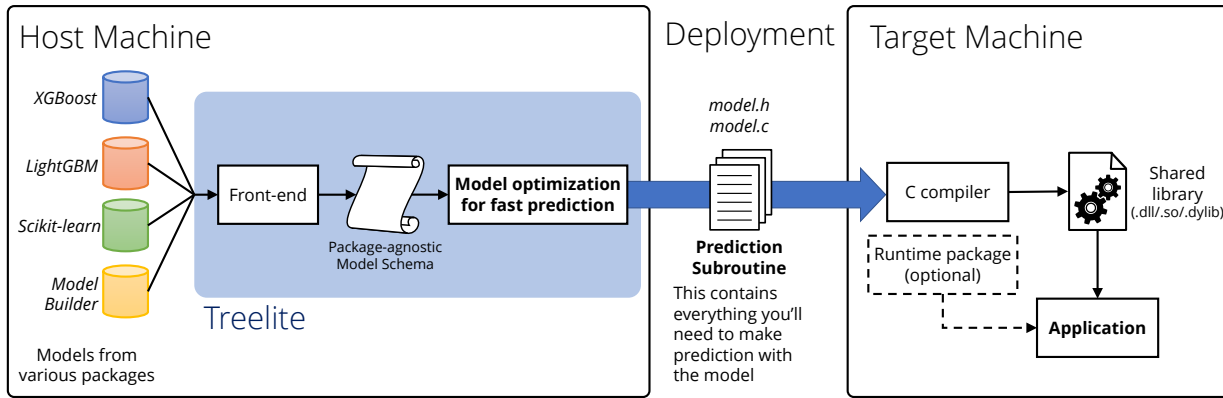 Host Machine
XGBoost
LightGBM
Scikit-learn
Model
Builder
Models from
various packages
Front-end
Package-agnostic
Model Schema
Model optimization
for fast prediction
Treelite
Deployment
model.h
model.c
Prediction
Subroutine
This contains
everything you'll
need to make
prediction with
the model
Target Machine
C compiler
Shared
library
(.dll/.so/.dylib)
Runtime package
(optional)
Application